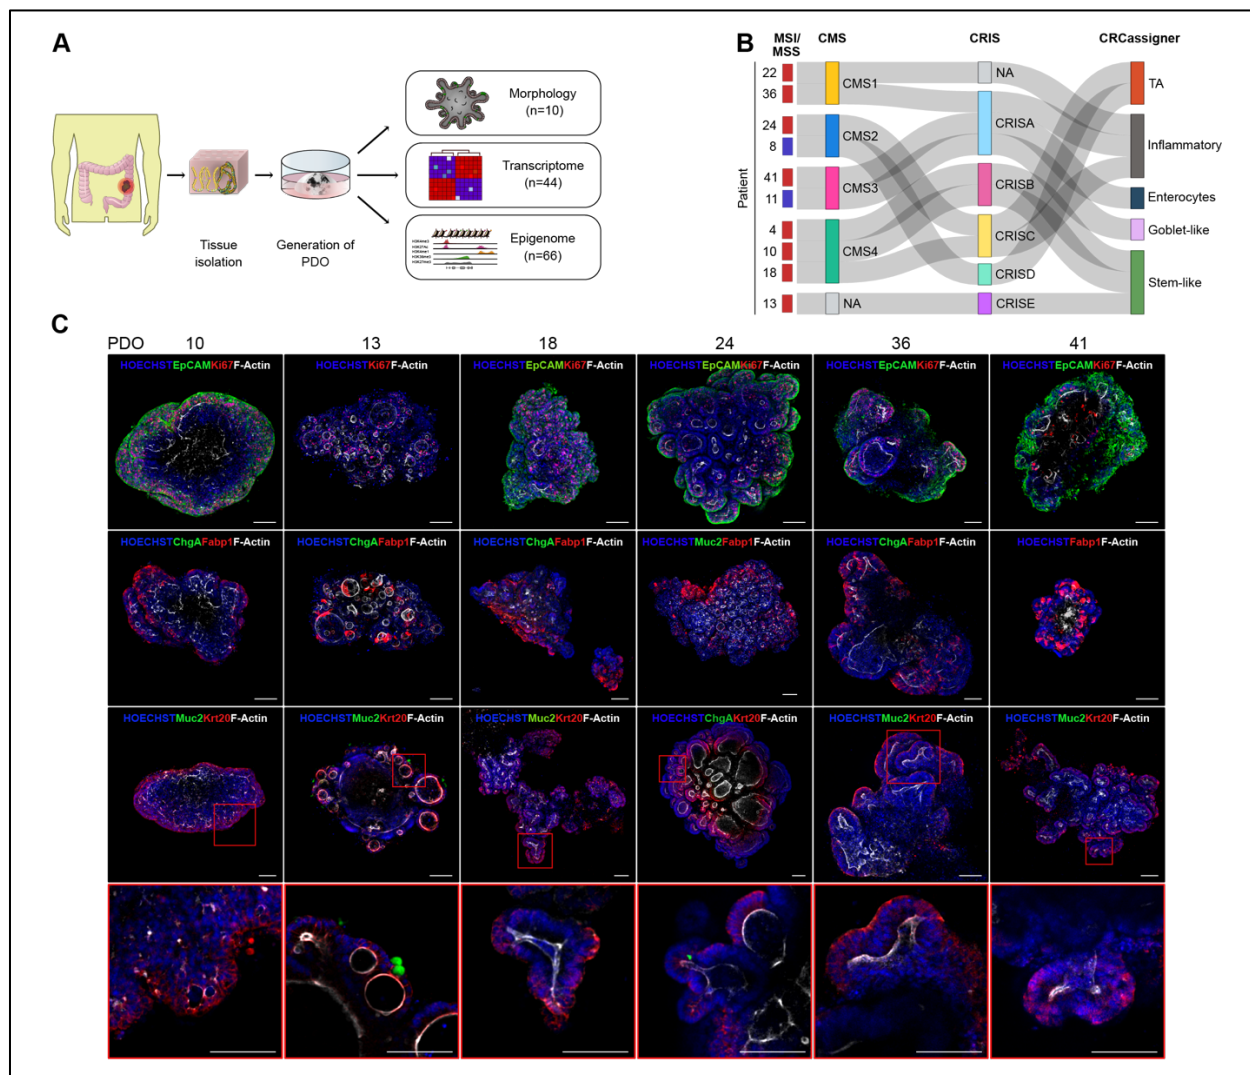 A
Morphology
(n=10)
Transcriptome
(n=44)
Epigenome
(n=66)
Tissue
isolation
Generation of
PDO
B
MSI/
MSS
CMS
CRIS
CRCassigner
Patient
22
36
24
8
41
11
4
10
18
13
CMS1
CMS2
CMS3
CMS4
NA
NA
CRISA
CRISB
CRISC
CRISD
CRISE
TA
Inflammatory
Enterocytes
Goblet-like
Stem-like
C
PDO 10 13 18 24 36 41
HOECHSTEpCAMKi67F-Actin
HOECHSTKi67F-Actin
HOECHSTEpCAMKi67F-Actin
HOECHSTEpCAMKi67F-Actin
HOECHSTEpCAMKi67F-Actin
HOECHSTEpCAMKi67F-Actin
HOECHSTChgAFabp1F-Actin
HOECHSTChgAFabp1F-Actin
HOECHSTChgAFabp1F-Actin
HOECHSTMuc2Fabp1F-Actin
HOECHSTChgAFabp1F-Actin
HOECHSTFabp1F-Actin
HOECHSTMuc2Krt20F-Actin
HOECHSTMuc2Krt20F-Actin
HOECHSTMuc2Krt20F-Actin
HOECHSTChgAKrt20F-Actin
HOECHSTMuc2Krt20F-Actin
HOECHSTMuc2Krt20F-Actin